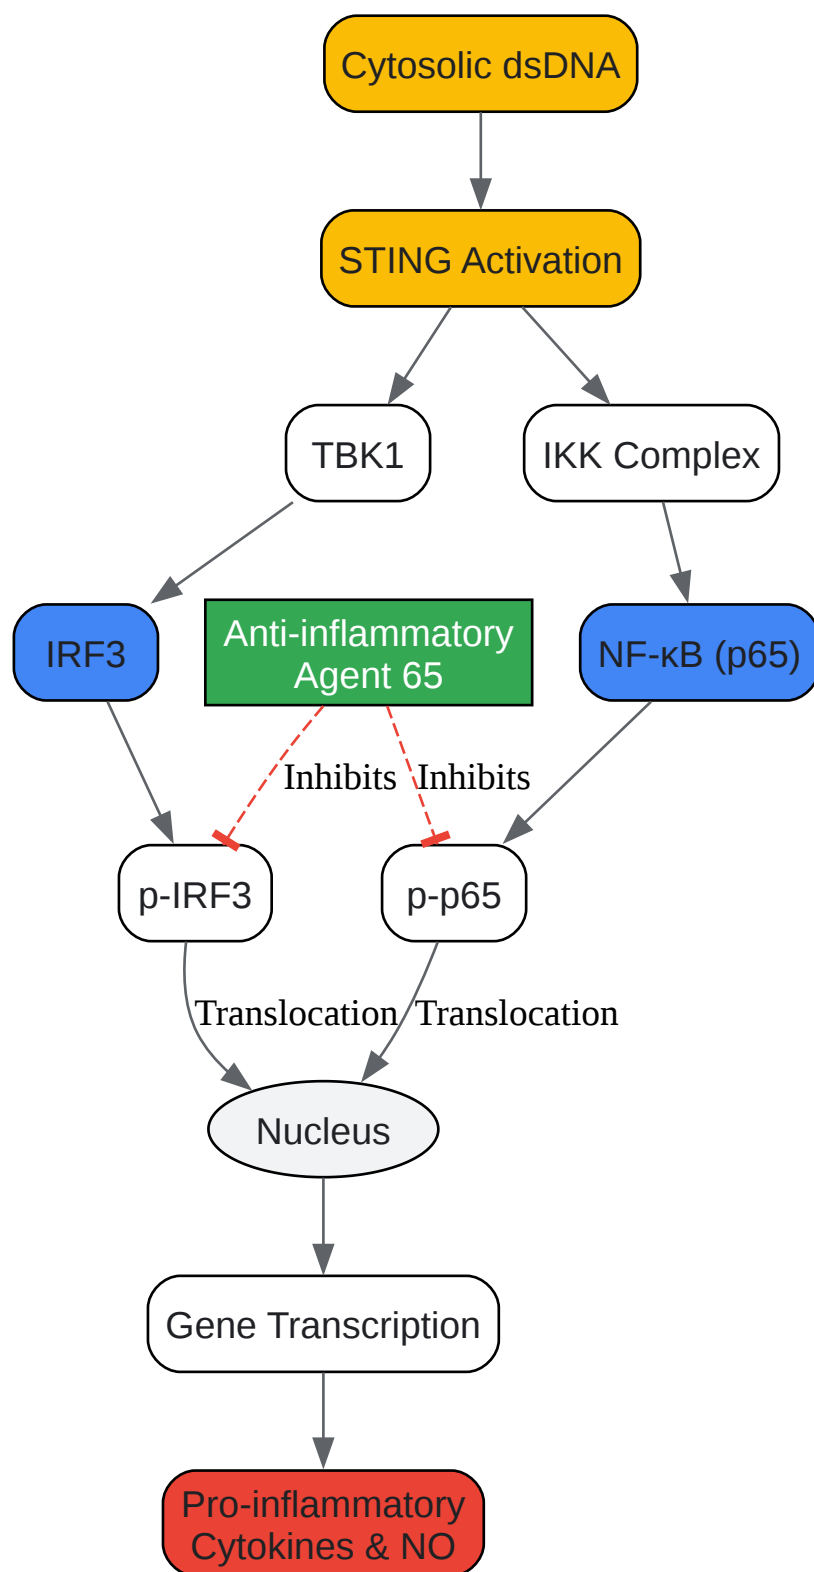 Cytosolic dsDNA
STING Activation
TBK1
IKK Complex
IRF3
Anti-inflammatory
Agent 65
NF-κB (p65)
Inhibits
Inhibits
p-IRF3
p-p65
Translocation
Translocation
Nucleus
Gene Transcription
Pro-inflammatory
Cytokines & NO